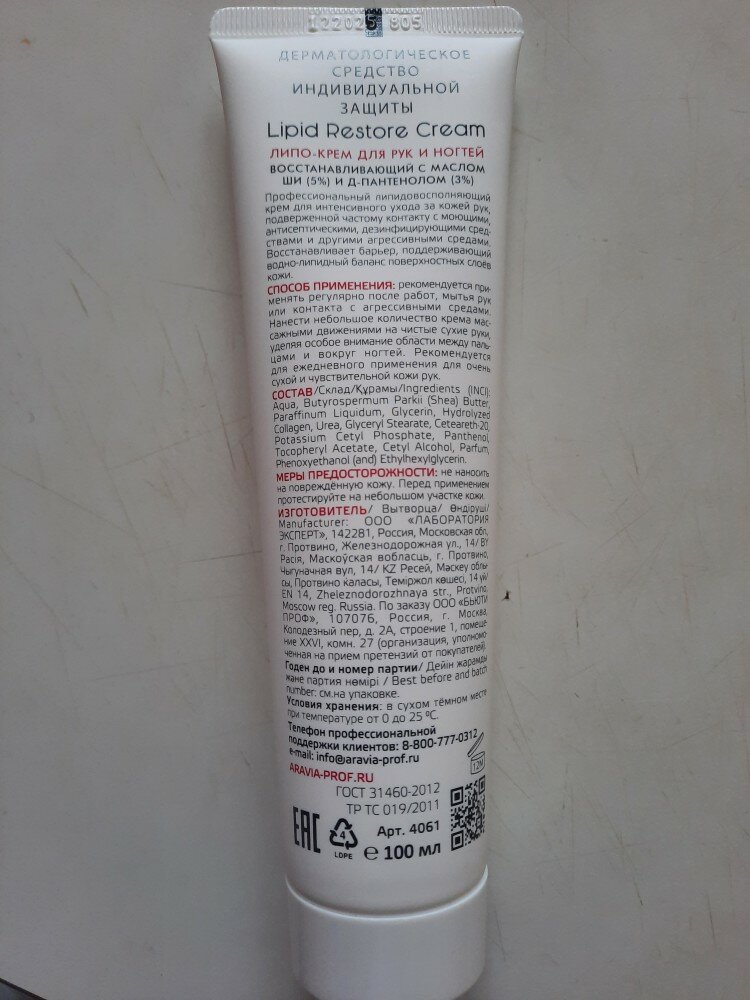 122025 805
ДЕРМАТОЛОГИЧЕСКОЕ
СРЕДСТВО
ИНДИВИДУАЛЬНОЙ
ЗАЩИТЫ
Lipid Restore Cream
ЛИПО-КРЕМ ДЛЯ РУК И НОГТЕЙ
ВОССТАНАВЛИВАЮЩИЙ С МАСЛОМ
ШИ (5%) И Д-ПАНТЕНОЛОМ (3%)
Профессиональный липидовосполняющий
крем для интенсивного ухода за кожей рук,
подверженной частому контакту с моющими,
антисептическими, дезинфицирующими сред-
ствами и другими агрессивными средами.
Восстанавливает барьер, поддерживающий
водно-липидный баланс поверхностных слоёв
кожи.
СПОСОБ ПРИМЕНЕНИЯ: рекомендуется при-
менять регулярно после работ, мытья рук
или контакта с агрессивными средами.
Нанести небольшое количество крема мас-
сажными движениями на чистые сухие руки,
уделяя особое внимание области между паль-
цами и вокруг ногтей. Рекомендуется
для ежедневного применения для очень
сухой и чувствительной кожи рук.
СОСТАВ/Склад/Құрамы/Ingredients (INCI):
Aqua, Butyrospermum Parkii (Shea) Butter,
Paraffinum Liquidum, Glycerin, Hydrolyzed
Collagen, Urea, Glyceryl Stearate, Ceteareth-20,
Potassium Cetyl Phosphate, Panthenol,
Tocopheryl Acetate, Cetyl Alcohol, Parfum,
Phenoxyethanol (and) Ethylhexylglycerin.
МЕРЫ ПРЕДОСТОРОЖНОСТИ: не наносить
на повреждённую кожу. Перед применением
протестируйте на небольшом участке кожи.
ИЗГОТОВИТЕЛЬ/ Вытворца/ Өндіруші/
Manufacturer: ООО «ЛАБОРАТОРИЯ
ЭКСПЕРТ», 142281, Россия, Московская обл.,
г. Протвино, Железнодорожная ул., 14/ BY
Расія, Маскоўская вобласць, г. Протвино,
Чыгуначная вул, 14/ KZ Ресей, Мәскеу облы-
сы, Протвино каласы, Теміржол көшесі, 14 үй/
EN 14, Zheleznodorozhnaya str., Protvino,
Moscow reg. Russia. По заказу ООО «БЬЮТИ
ПРОФ», 107076, Россия, г. Москва,
Колодезный пер, д. 2А, строение 1, помеще-
ние XXVI, комн. 27 (организация, уполномо-
ченная на прием претензий от покупателей).
Годен до и номер партии/ Дейін жарамды
және партия нөмірі / Best before and batch
number: см.на упаковке.
Условия хранения: в сухом тёмном месте
при температуре от 0 до 25 °С.
Телефон профессиональной
поддержки клиентов: 8-800-777-0312
e-mail: info@aravia-prof.ru
ARAVIA-PROF.RU
12M
ГОСТ 31460-2012
ТР ТС 019/2011
Арт. 4061
EAC
4
LDPE
℮ 100 мл